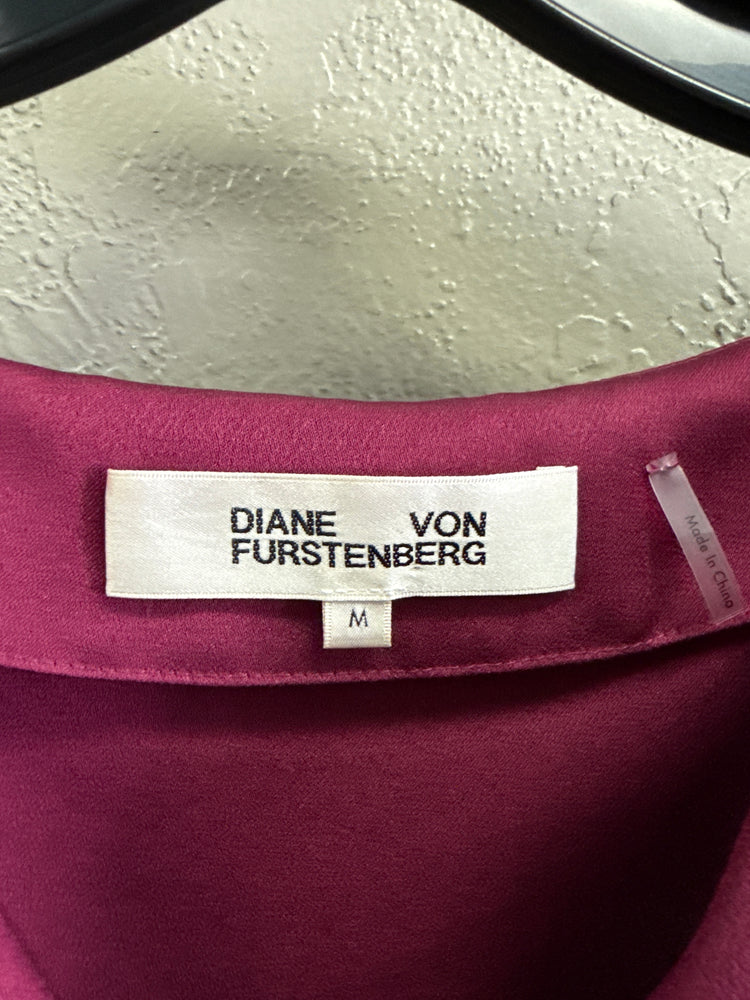 DIANE VON
FURSTENBERG
M
Made In China